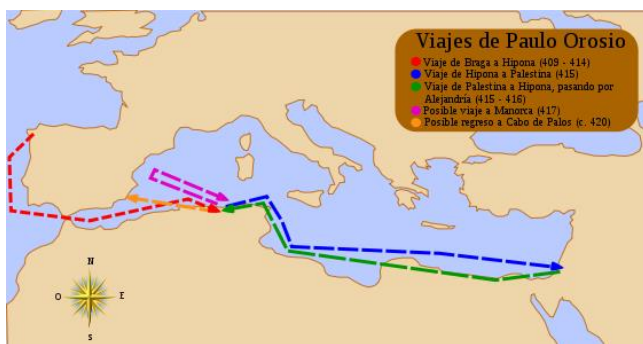 Viajes de Paulo Orosio
Viaje de Braga a Hipona (409 - 414)
Viaje de Hipona a Palestina (415)
Viaje de Palestina a Hipona, pasando por
Alejandría (415 - 416)
Posible viaje a Manorca (417)
Posible regreso a Cabo de Palos (c. 420)
N
O
E
S